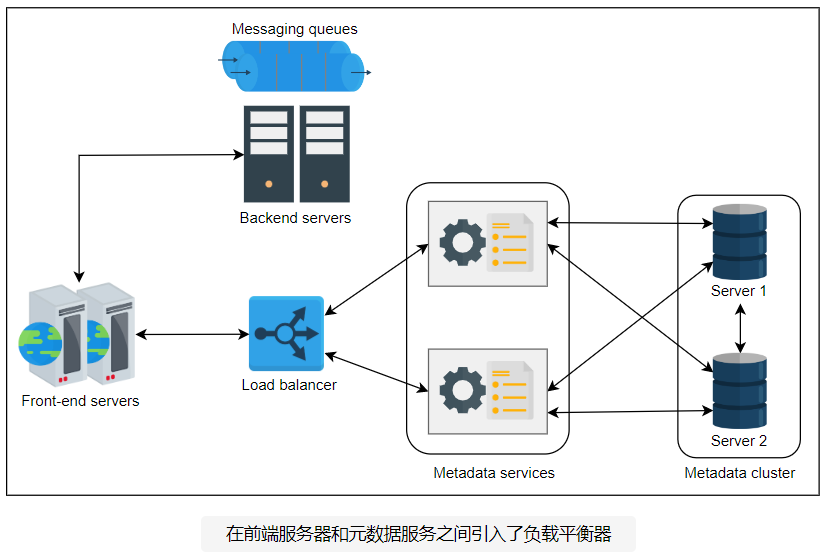 Messaging queues
Backend servers
Front-end servers
Load balancer
Metadata services
Server 1
Server 2
Metadata cluster
在前端服务器和元数据服务之间引入了负载平衡器